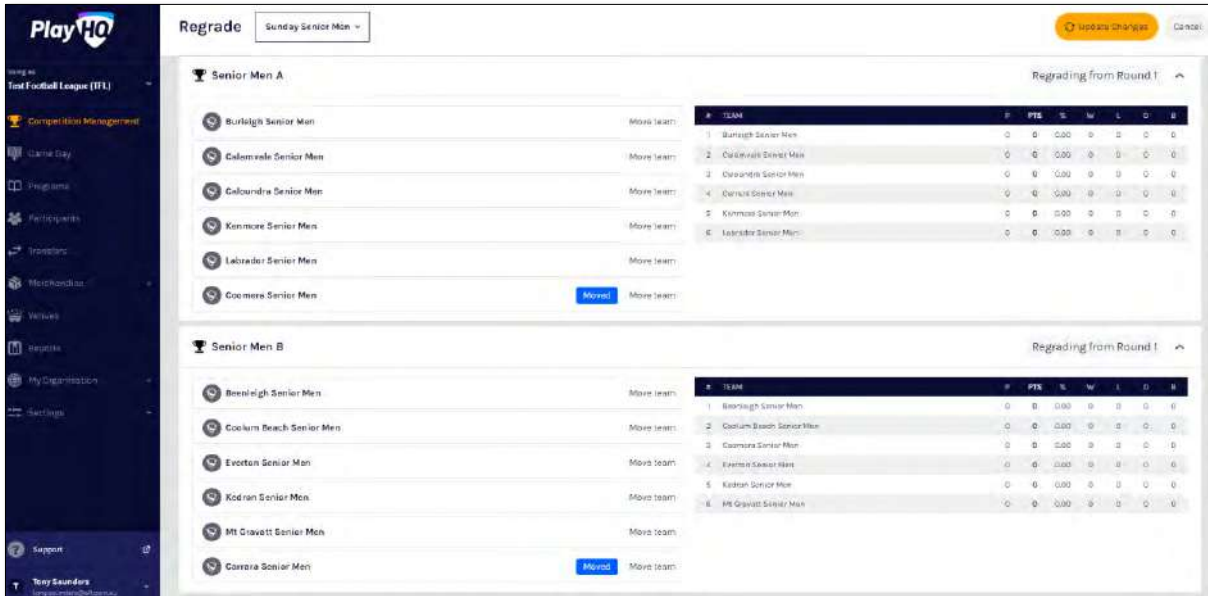 PlayHQ
Regrade
Sunday Senior Men
Update Changes
Cancel
Test Football League (TFL)
Competition Management
Game Day
Programs
Participants
Transfers
Merchandise
Venues
Reports
My Organisation
Settings
Support
T
Tony Saunders
Senior Men A
Regrading from Round 1
Burleigh Senior Men
Move team
Calamvale Senior Men
Move team
Caloundra Senior Men
Move team
Kenmore Senior Men
Move team
Labrador Senior Men
Move team
Coomera Senior Men
Moved
Move team
# TEAM P PTS % W L D B
1 Burleigh Senior Men 0 0 0.00 0 0 0 0
2 Calamvale Senior Men 0 0 0.00 0 0 0 0
3 Caloundra Senior Men 0 0 0.00 0 0 0 0
4 Carrara Senior Men 0 0 0.00 0 0 0 0
5 Kenmore Senior Men 0 0 0.00 0 0 0 0
6 Labrador Senior Men 0 0 0.00 0 0 0 0
Senior Men B
Regrading from Round 1
Beenleigh Senior Men
Move team
Coolum Beach Senior Men
Move team
Everton Senior Men
Move team
Kedron Senior Men
Move team
Mt Gravatt Senior Men
Move team
Carrara Senior Men
Moved
Move team
# TEAM P PTS % W L D B
1 Beenleigh Senior Men 0 0 0.00 0 0 0 0
2 Coolum Beach Senior Men 0 0 0.00 0 0 0 0
3 Coomera Senior Men 0 0 0.00 0 0 0 0
4 Everton Senior Men 0 0 0.00 0 0 0 0
5 Kedron Senior Men 0 0 0.00 0 0 0 0
6 Mt Gravatt Senior Men 0 0 0.00 0 0 0 0